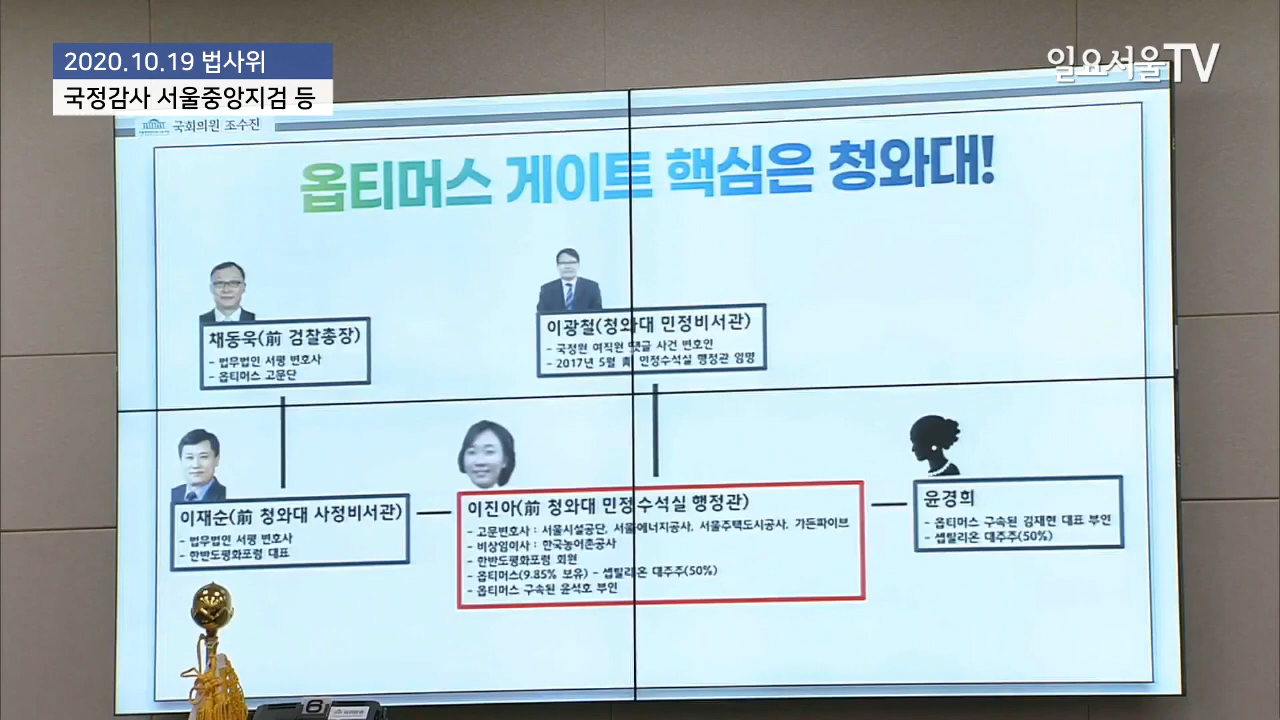 2020.10.19 법사위
국정감사 서울중앙지검 등
일요서울TV
국회의원 조수진
옵티머스 게이트 핵심은 청와대!
채동욱(前 검찰총장)
- 법무법인 서평 변호사
- 옵티머스 고문단
이광철(청와대 민정비서관)
- 국정원 여직원 댓글 사건 변호인
- 2017년 5월 靑 민정수석실 행정관 임명
이재순(前 청와대 사정비서관)
- 법무법인 서평 변호사
- 한반도평화포럼 대표
이진아(前 청와대 민정수석실 행정관)
- 고문변호사 : 서울시설공단, 서울에너지공사, 서울주택도시공사, 가든파이브
- 비상임이사 : 한국농어촌공사
- 한반도평화포럼 회원
- 옵티머스(9.85% 보유) - 셉틸리온 대주주(50%)
- 옵티머스 구속된 윤석호 부인
윤경희
- 옵티머스 구속된 김재현 대표 부인
- 셉틸리온 대주주(50%)
6